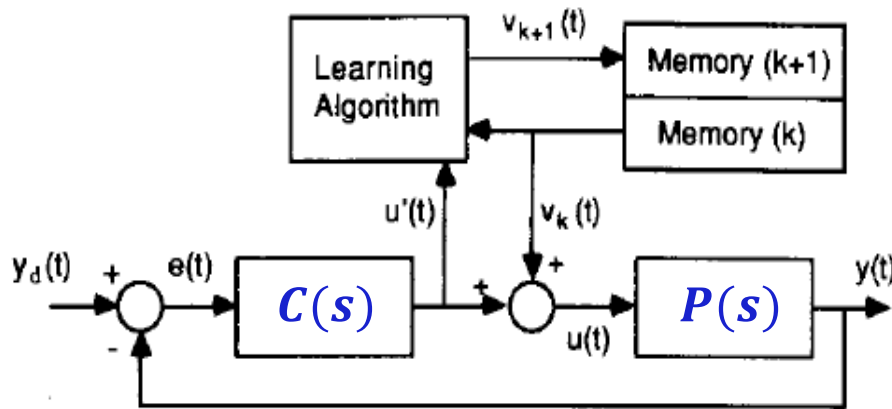 v_{k+1}(t)
Learning
Algorithm
Memory (k+1)
Memory (k)
u'(t)
v_k(t)
y_d(t)
+
e(t)
C(s)
+
+
u(t)
P(s)
y(t)
-